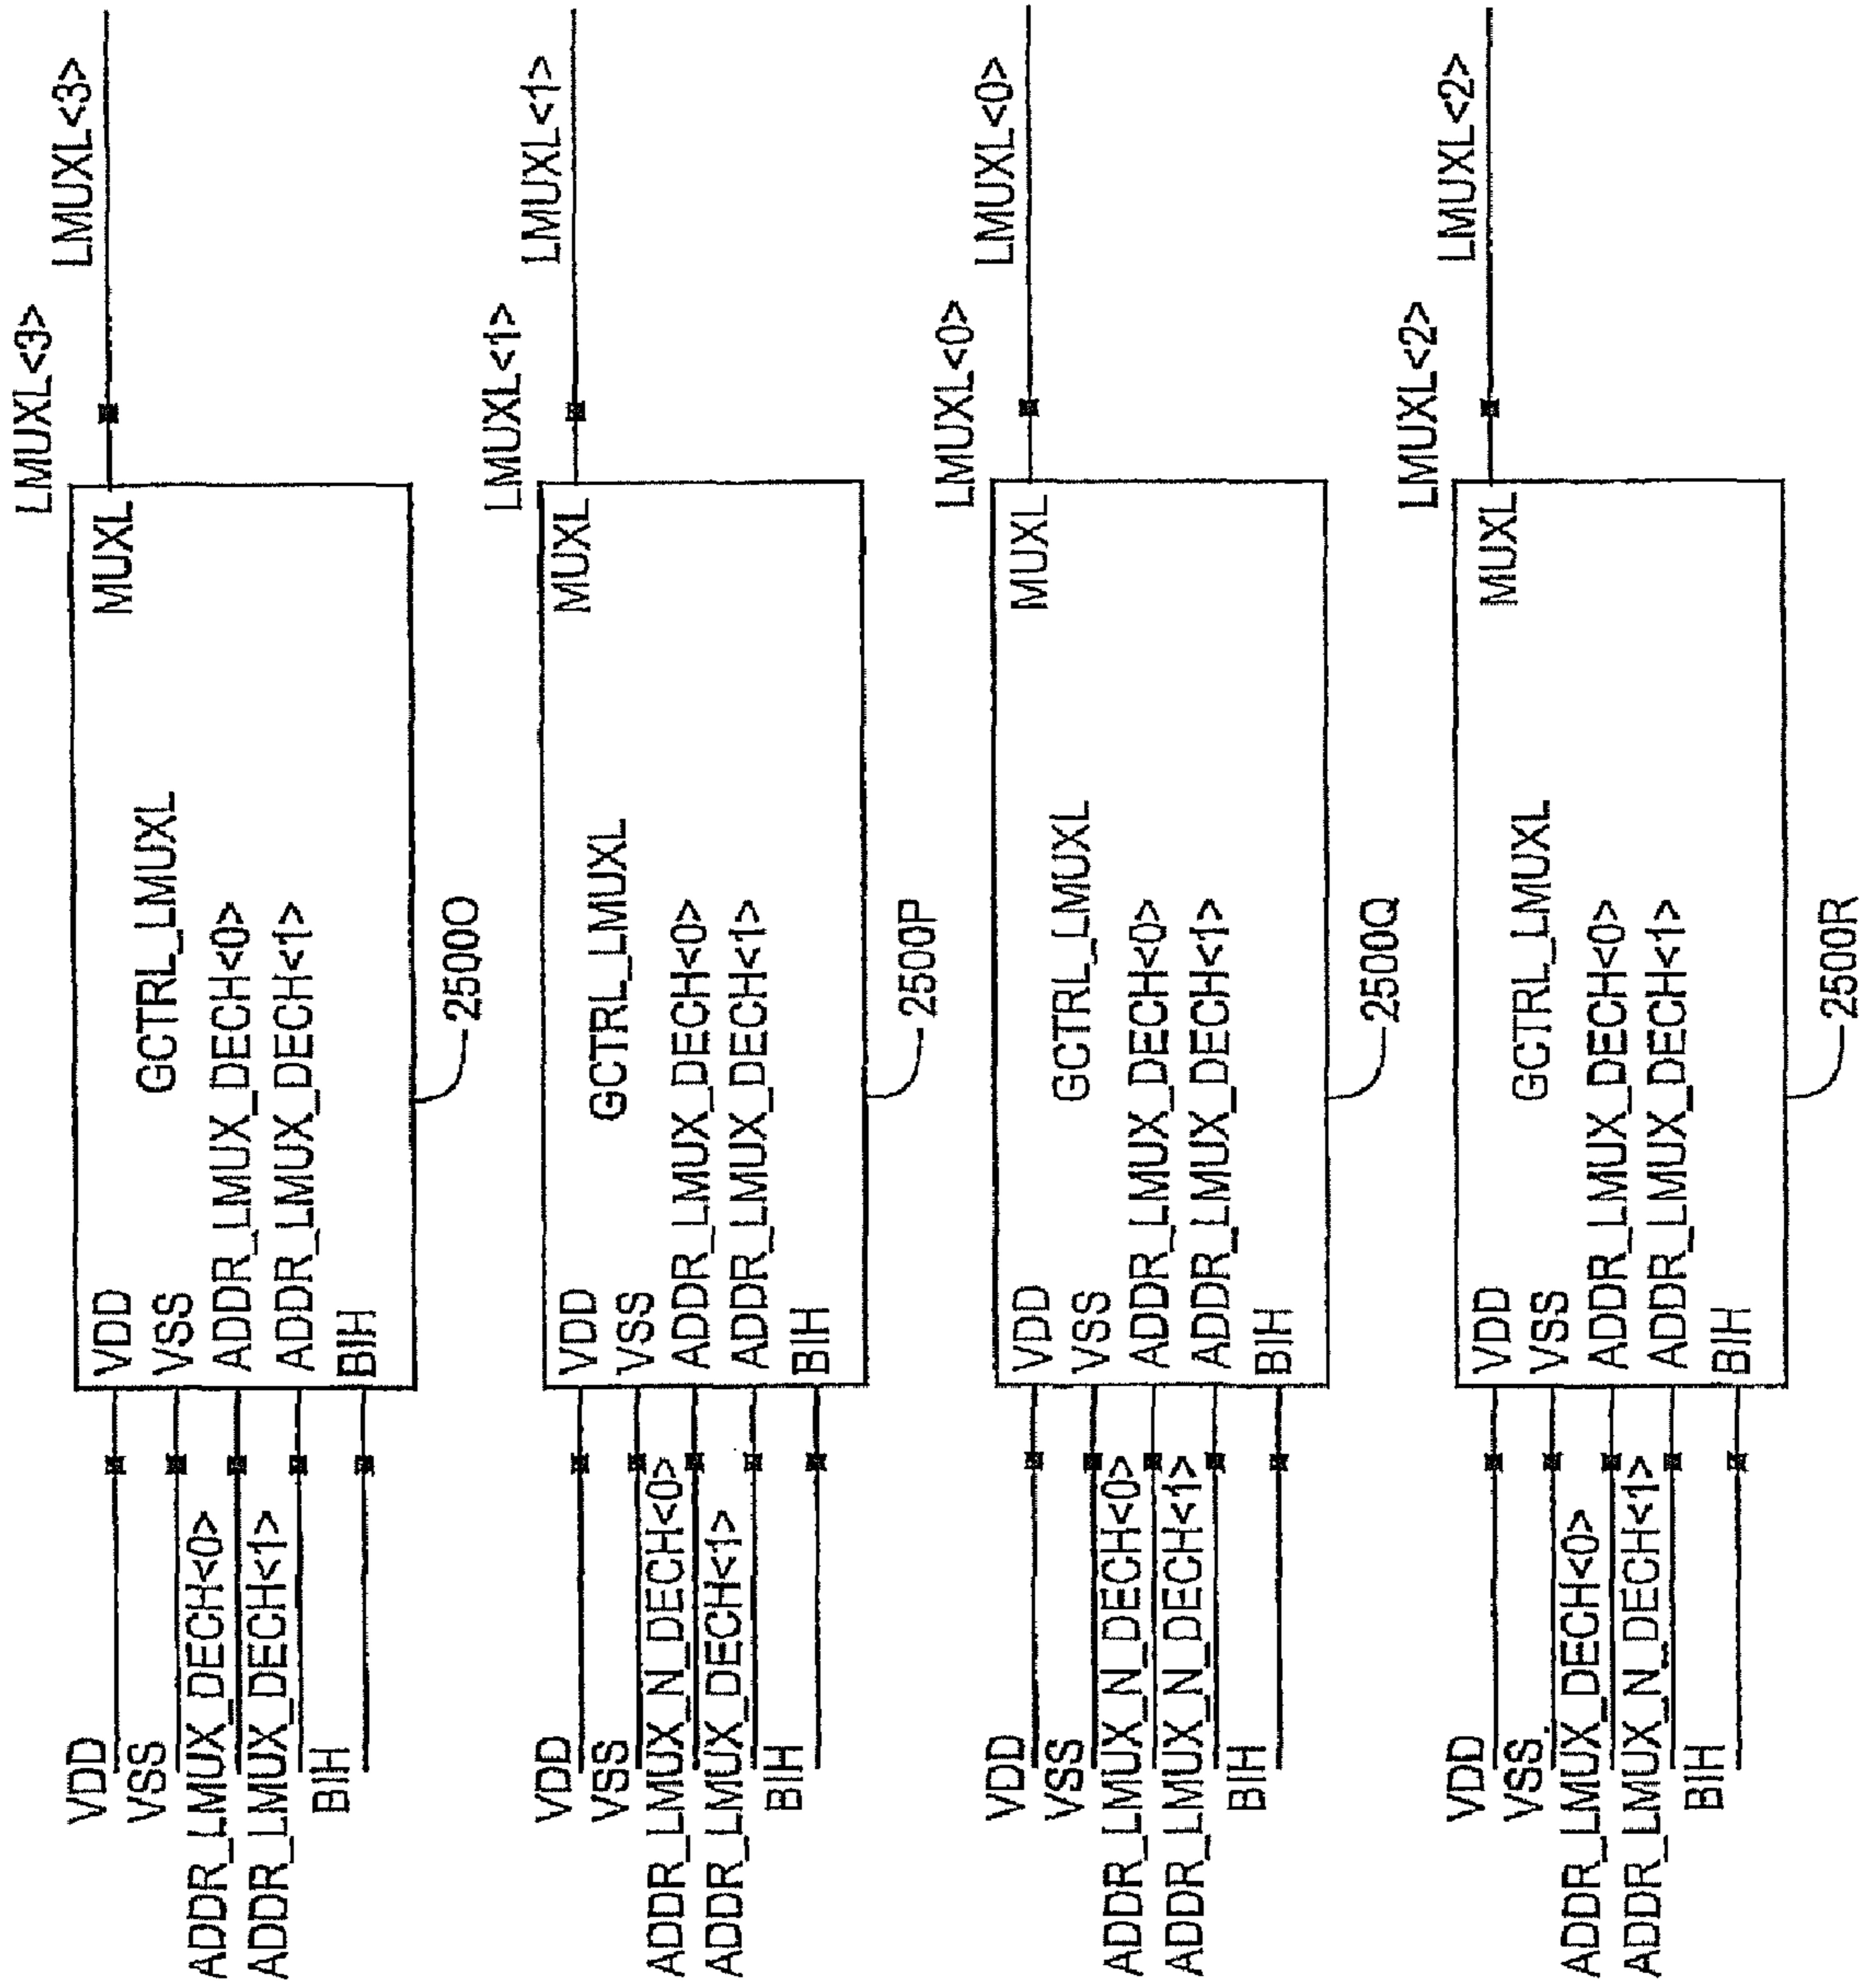 LMUXL<3>
LMUXL<3>
VDD
VDD
MUXL
VSS
VSS
GCTRL_LMUXL
ADDR_LMUX_DECH<0>
ADDR_LMUX_DECH<0>
ADDR_LMUX_DECH<1>
ADDR_LMUX_DECH<1>
BIH
BIH
2500O
LMUXL<1>
LMUXL<1>
VDD
VDD
MUXL
VSS
VSS
GCTRL_LMUXL
ADDR_LMUX_N_DECH<0>
ADDR_LMUX_DECH<0>
ADDR_LMUX_DECH<1>
ADDR_LMUX_DECH<1>
BIH
BIH
2500P
LMUXL<0>
LMUXL<0>
VDD
VDD
MUXL
VSS
VSS
GCTRL_LMUXL
ADDR_LMUX_N_DECH<0>
ADDR_LMUX_DECH<0>
ADDR_LMUX_N_DECH<1>
ADDR_LMUX_DECH<1>
BIH
BIH
2500Q
LMUXL<2>
LMUXL<2>
VDD
VDD
MUXL
VSS
VSS
GCTRL_LMUXL
ADDR_LMUX_DECH<0>
ADDR_LMUX_DECH<0>
ADDR_LMUX_N_DECH<1>
ADDR_LMUX_DECH<1>
BIH
BIH
2500R